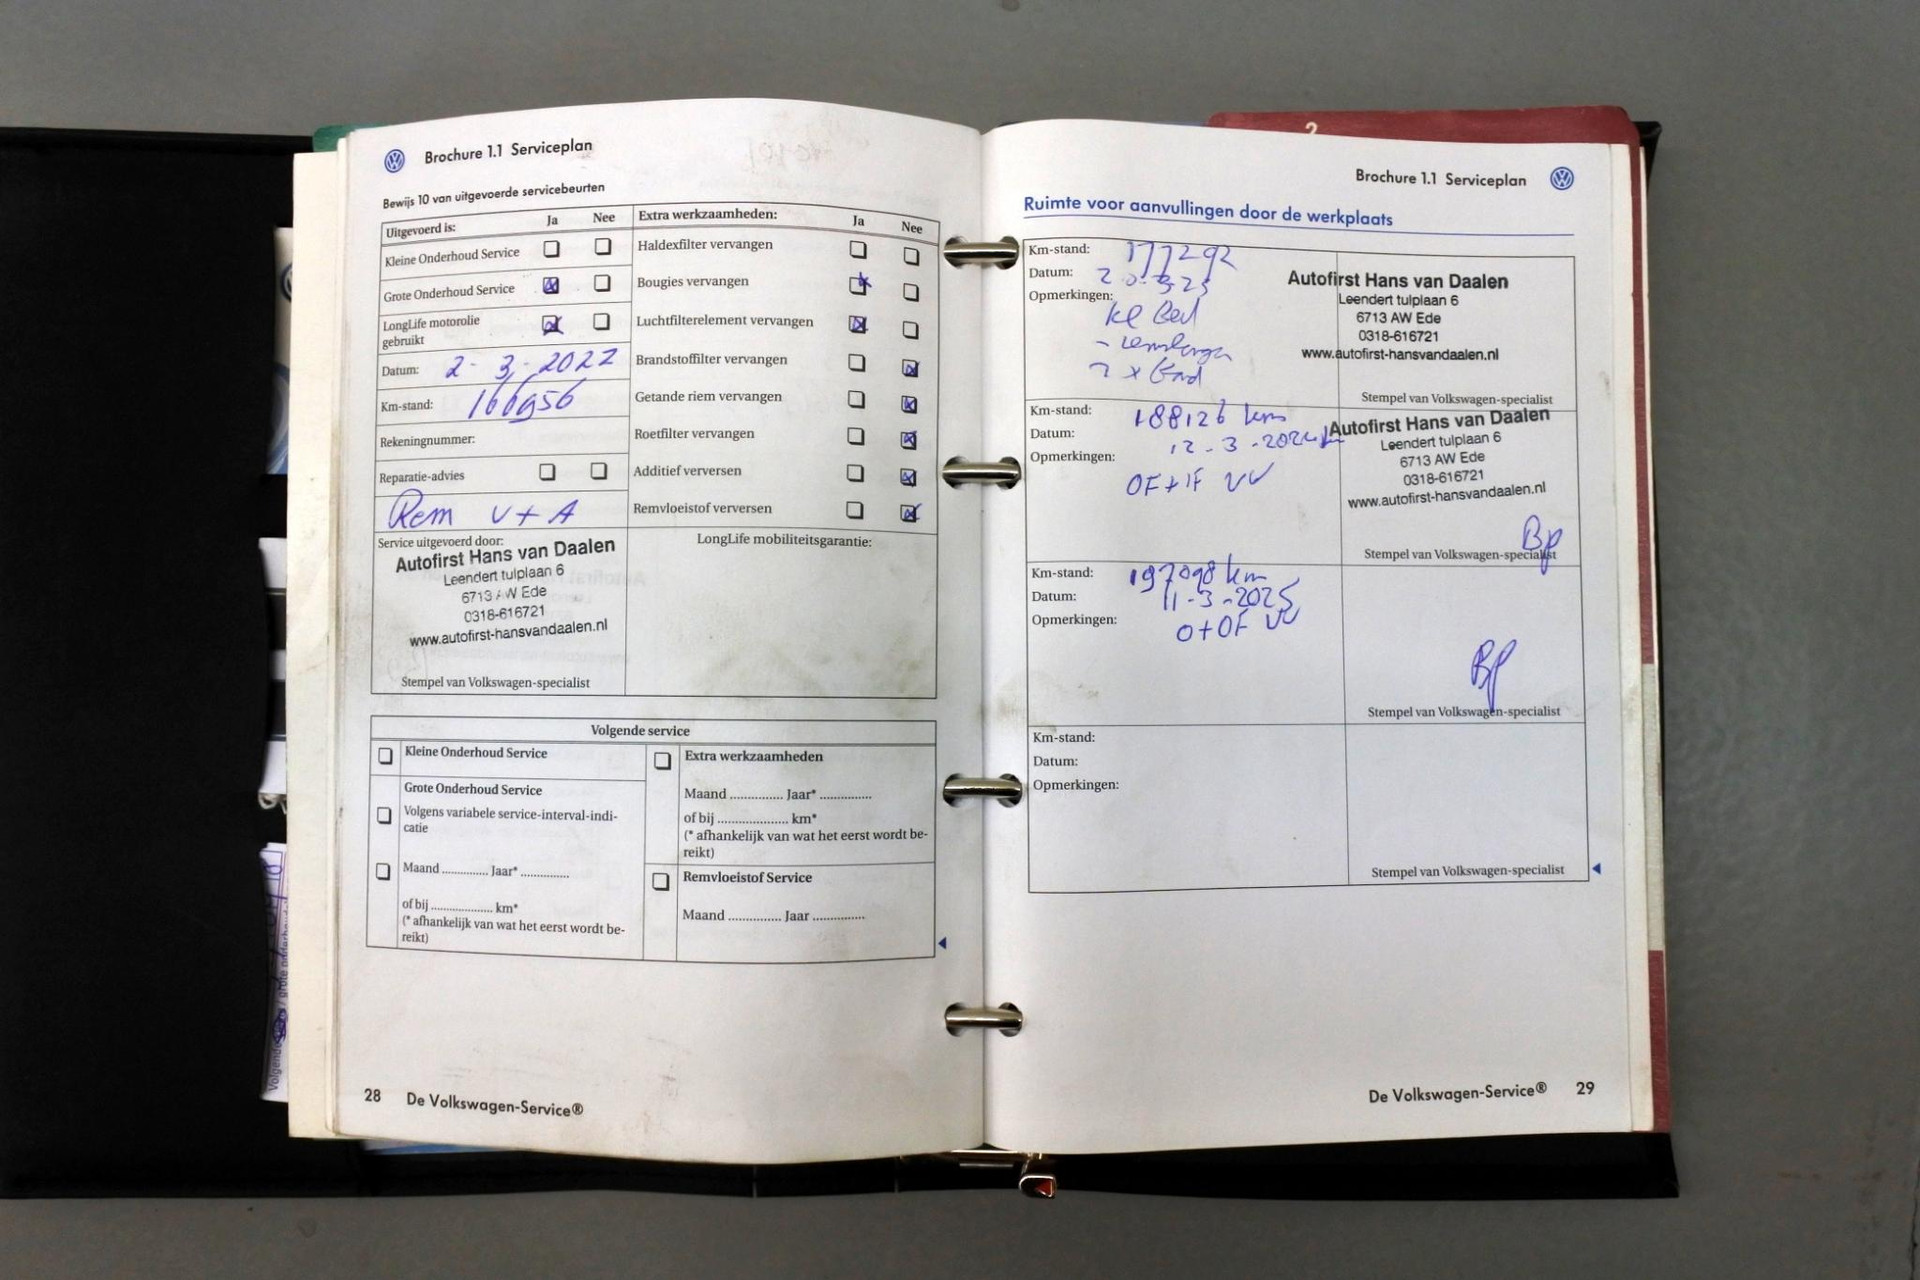 Brochure 1.1 Serviceplan
Bewijs 10 van uitgevoerde servicebeurten
Uitgevoerd is: Ja Nee
Kleine Onderhoud Service
Grote Onderhoud Service
LongLife motorolie
gebruikt
Datum: 2-3-2022
Km-stand: 166956
Rekeningnummer:
Reparatie-advies
Rem V+A
Service uitgevoerd door:
Autofirst Hans van Daalen
Leendert tulplaan 6
6713 AW Ede
0318-616721
www.autofirst-hansvandaalen.nl
Stempel van Volkswagen-specialist
Extra werkzaamheden: Ja Nee
Haldexfilter vervangen
Bougies vervangen
Luchtfilterelement vervangen
Brandstoffilter vervangen
Getande riem vervangen
Roetfilter vervangen
Additief verversen
Remvloeistof verversen
LongLife mobiliteitsgarantie:
Volgende service
Kleine Onderhoud Service
Grote Onderhoud Service
Volgens variabele service-interval-indi-
catie
Maand .............. Jaar* ..............
of bij .................... km*
(* afhankelijk van wat het eerst wordt be-
reikt)
Extra werkzaamheden
Maand .............. Jaar* ..............
of bij .................... km*
(* afhankelijk van wat het eerst wordt be-
reikt)
Remvloeistof Service
Maand .............. Jaar ..............
28 De Volkswagen-Service®
2
Brochure 1.1 Serviceplan
Ruimte voor aanvullingen door de werkplaats
Km-stand: 177292
Datum:
Opmerkingen:
Autofirst Hans van Daalen
Leendert tulplaan 6
6713 AW Ede
0318-616721
www.autofirst-hansvandaalen.nl
Stempel van Volkswagen-specialist
Km-stand: 188126 km
Datum: 12-3-2024
Opmerkingen:
OF+IF VV
Autofirst Hans van Daalen
Leendert tulplaan 6
6713 AW Ede
0318-616721
www.autofirst-hansvandaalen.nl
Bp
Stempel van Volkswagen-specialist
Km-stand: 197098 km
Datum: 11-3-2025
Opmerkingen: O+OF VV
Bp
Stempel van Volkswagen-specialist
Km-stand:
Datum:
Opmerkingen:
Stempel van Volkswagen-specialist
De Volkswagen-Service® 29